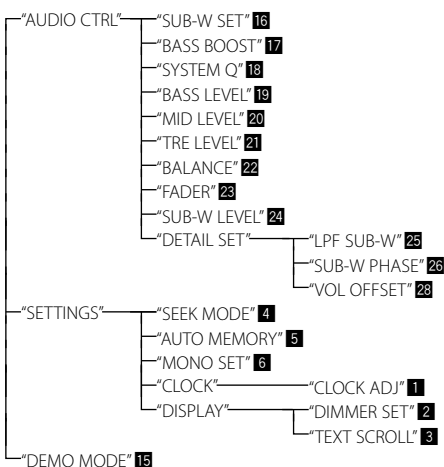 “AUDIO CTRL” “SUB-W SET” 16
“BASS BOOST” 17
“SYSTEM Q” 18
“BASS LEVEL” 19
“MID LEVEL” 20
“TRE LEVEL” 21
“BALANCE” 22
“FADER” 23
“SUB-W LEVEL” 24
“DETAIL SET” “LPF SUB-W” 25
“SUB-W PHASE” 26
“VOL OFFSET” 28
“SETTINGS” “SEEK MODE” 4
“AUTO MEMORY” 5
“MONO SET” 6
“CLOCK” “CLOCK ADJ” 1
“DISPLAY” “DIMMER SET” 2
“TEXT SCROLL” 3
“DEMO MODE” 15